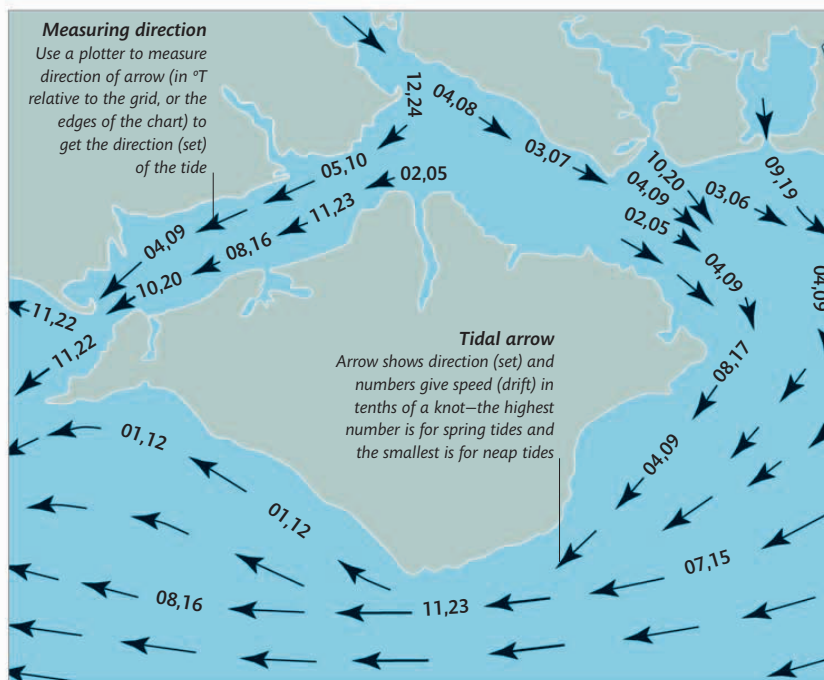 Measuring direction
Use a plotter to measure
direction of arrow (in °T
relative to the grid, or the
edges of the chart) to
get the direction (set)
of the tide
12,24
04,08
03,07
05,10
02,05
11,23
04,09
08,16
10,20
11,22
11,22
10,20
04,09
02,05
03,06
09,19
04,09
04,09
08,17
04,09
Tidal arrow
Arrow shows direction (set) and
numbers give speed (drift) in
tenths of a knot—the highest
number is for spring tides and
the smallest is for neap tides
01,12
01,12
07,15
08,16
11,23